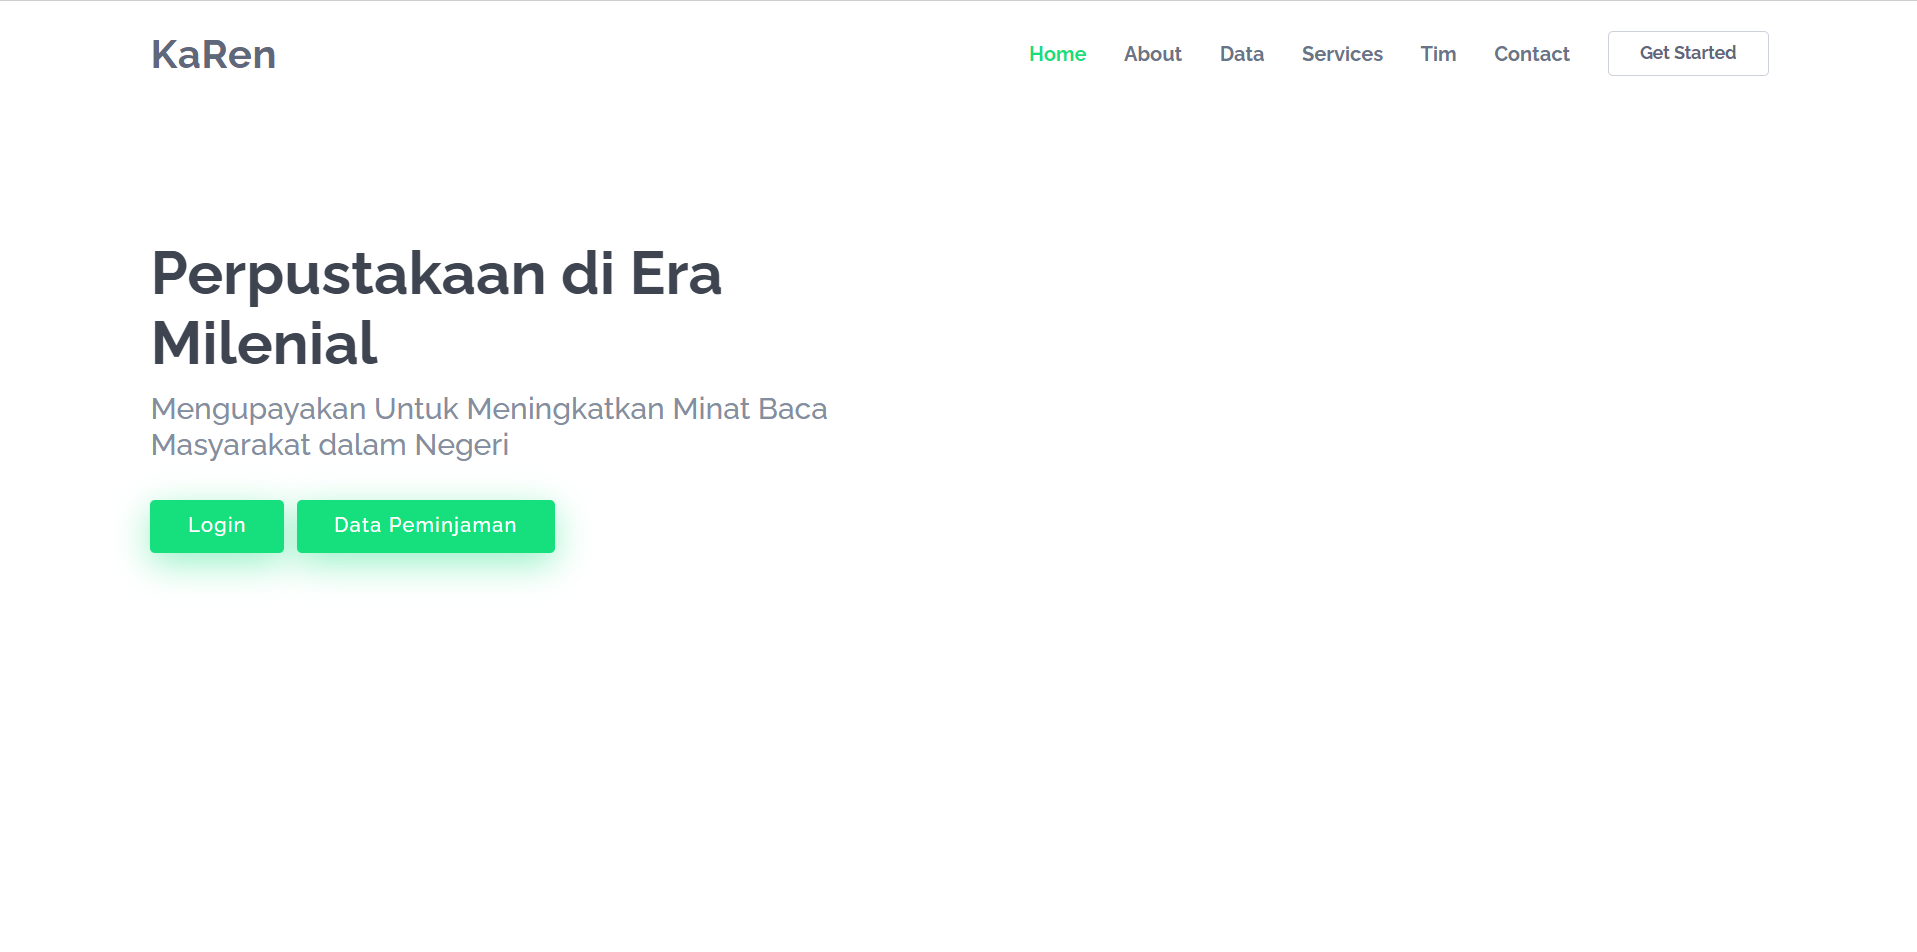 KaRen
Home About Data Services Tim Contact Get Started
Perpustakaan di Era
Milenial
Mengupayakan Untuk Meningkatkan Minat Baca
Masyarakat dalam Negeri
Login Data Peminjaman